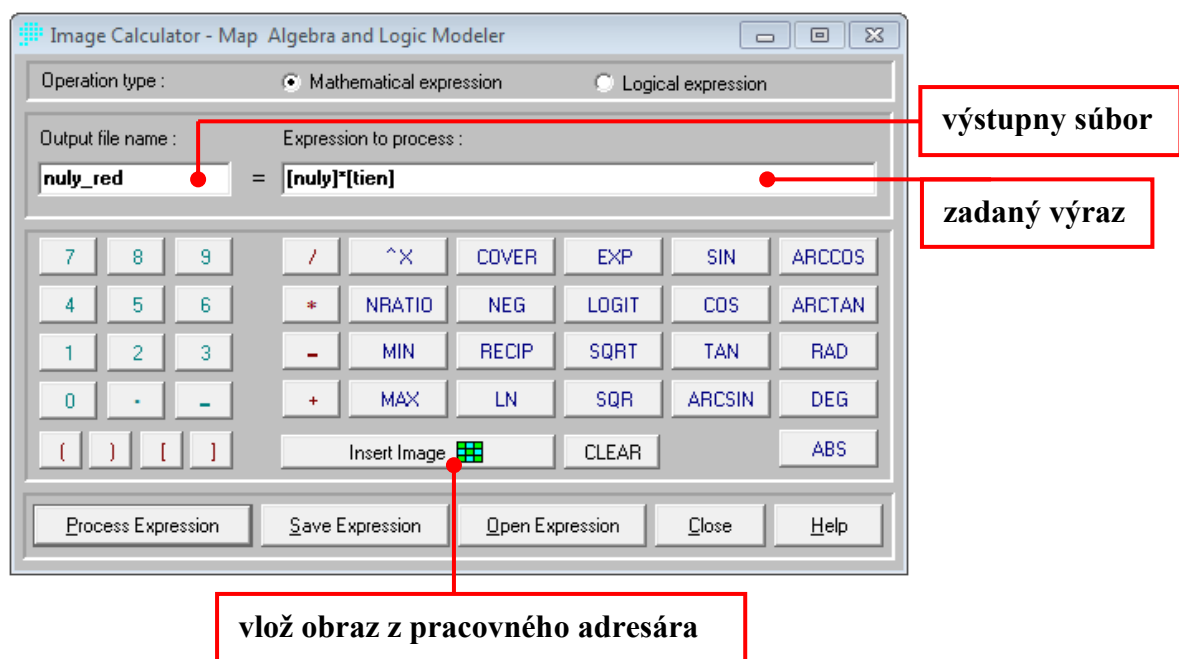 Image Calculator - Map Algebra and Logic Modeler
Operation type : Mathematical expression Logical expression
výstupny súbor
Output file name : Expression to process :
nuly_red = [nuly]*[tien]
zadaný výraz
7 8 9 / ^X COVER EXP SIN ARCCOS
4 5 6 * NRATIO NEG LOGIT COS ARCTAN
1 2 3 - MIN RECIP SQRT TAN RAD
0 . - + MAX LN SQR ARCSIN DEG
( ) [ ] Insert Image CLEAR ABS
Process Expression Save Expression Open Expression Close Help
vlož obraz z pracovného adresára